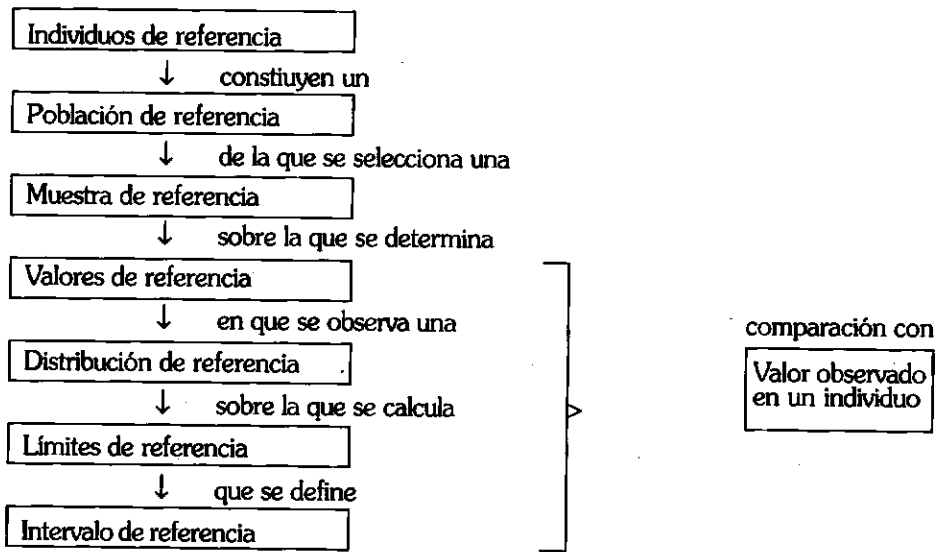 Individuos de referencia
↓ constiuyen un
Población de referencia
↓ de la que se selecciona una
Muestra de referencia
↓ sobre la que se determina
Valores de referencia
↓ en que se observa una
Distribución de referencia
↓ sobre la que se calcula
Límites de referencia
↓ que se define
Intervalo de referencia
comparación con
Valor observado
en un individuo